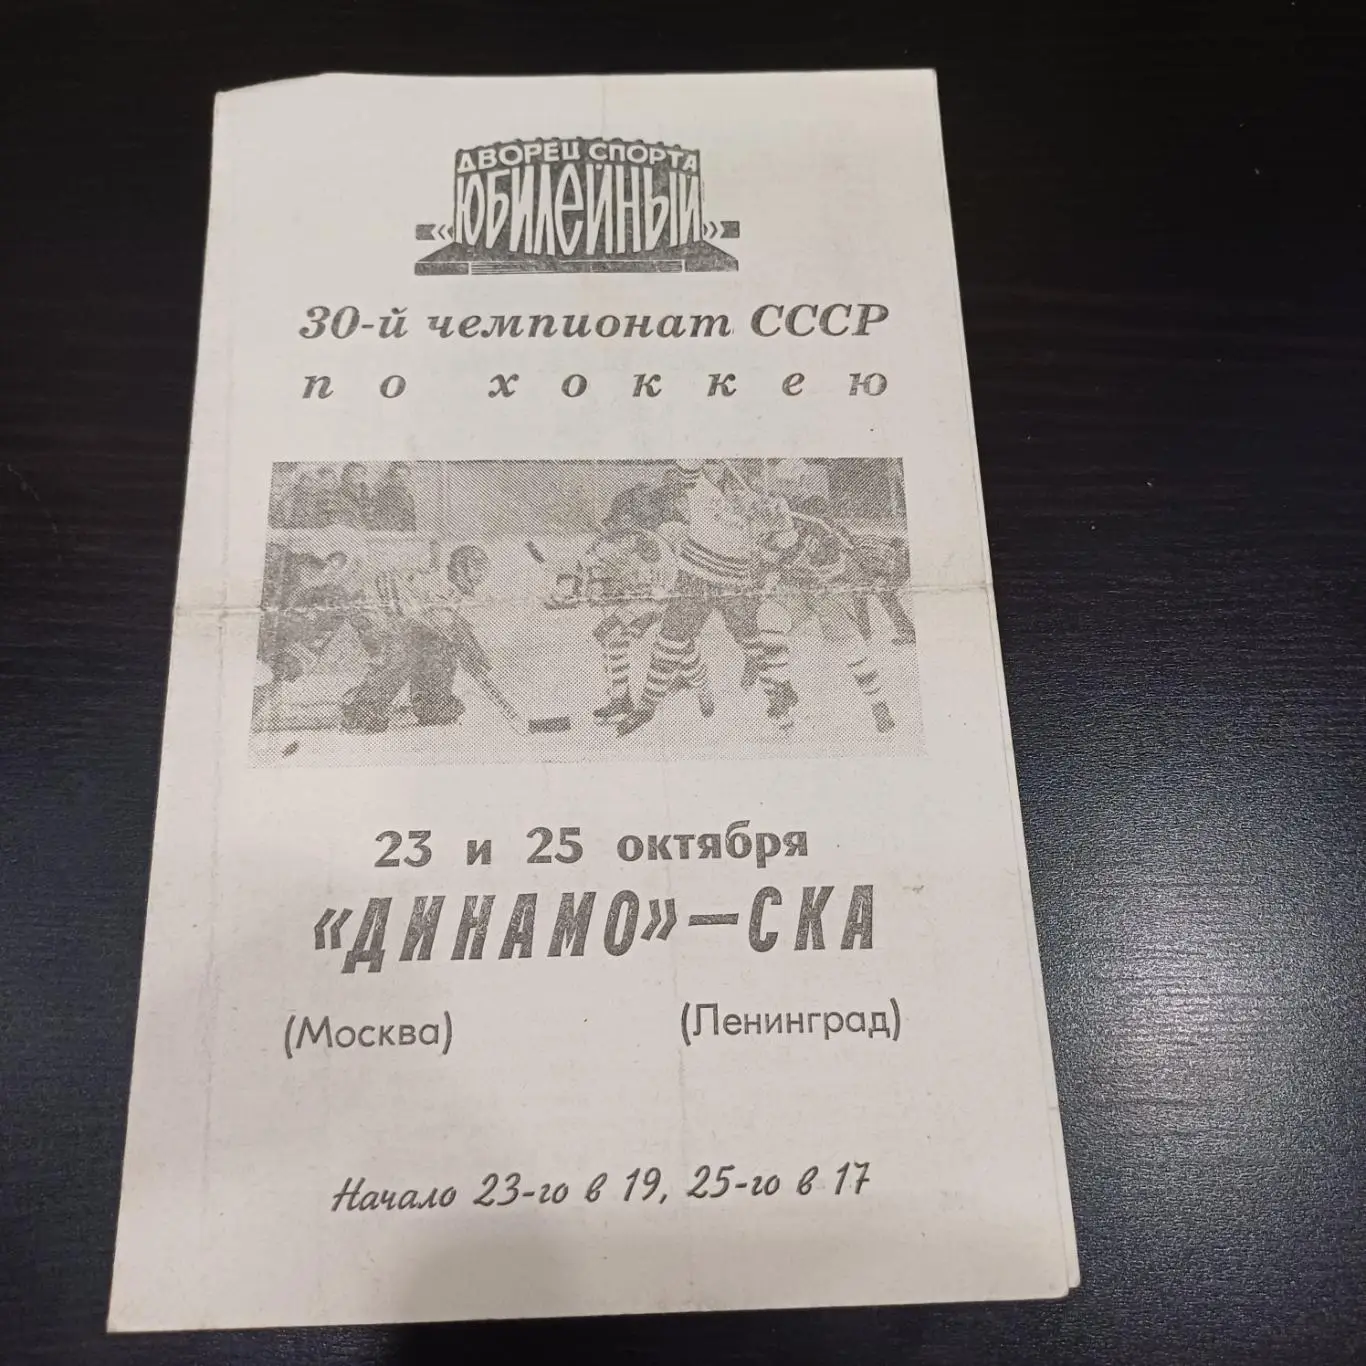 ДВОРЕЦ СПОРТА
«ЮБИЛЕЙНЫЙ»
30-й чемпионат СССР
по хоккею
23 и 25 октября
«ДИНАМО»—СКА
(Москва) (Ленинград)
Начало 23-го в 19, 25-го в 17